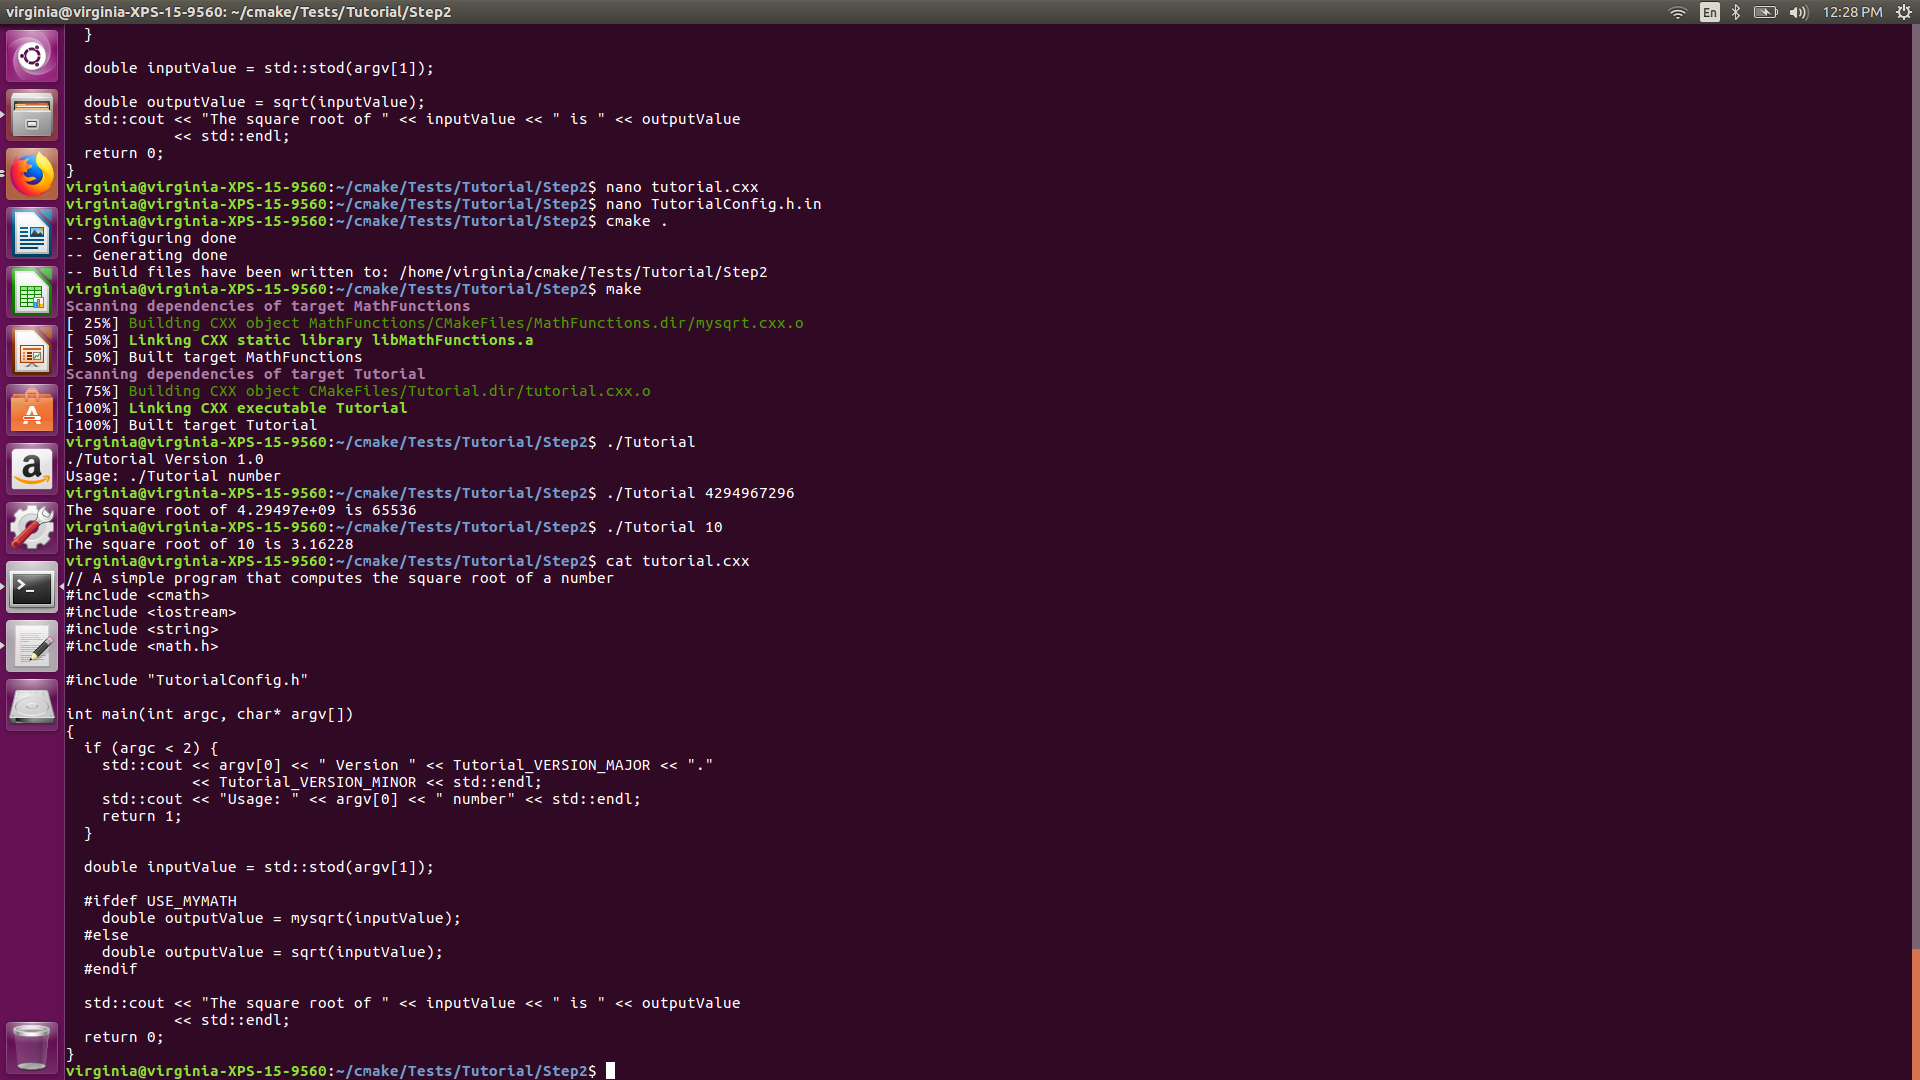 virginia@virginia-XPS-15-9560: ~/cmake/Tests/Tutorial/Step2
En
12:28 PM
}
double inputValue = std::stod(argv[1]);
double outputValue = sqrt(inputValue);
std::cout << "The square root of " << inputValue << " is " << outputValue
<< std::endl;
return 0;
}
virginia@virginia-XPS-15-9560:~/cmake/Tests/Tutorial/Step2$ nano tutorial.cxx
virginia@virginia-XPS-15-9560:~/cmake/Tests/Tutorial/Step2$ nano TutorialConfig.h.in
virginia@virginia-XPS-15-9560:~/cmake/Tests/Tutorial/Step2$ cmake .
-- Configuring done
-- Generating done
-- Build files have been written to: /home/virginia/cmake/Tests/Tutorial/Step2
virginia@virginia-XPS-15-9560:~/cmake/Tests/Tutorial/Step2$ make
Scanning dependencies of target MathFunctions
[ 25%] Building CXX object MathFunctions/CMakeFiles/MathFunctions.dir/mysqrt.cxx.o
[ 50%] Linking CXX static library libMathFunctions.a
[ 50%] Built target MathFunctions
Scanning dependencies of target Tutorial
[ 75%] Building CXX object CMakeFiles/Tutorial.dir/tutorial.cxx.o
[100%] Linking CXX executable Tutorial
[100%] Built target Tutorial
virginia@virginia-XPS-15-9560:~/cmake/Tests/Tutorial/Step2$ ./Tutorial
./Tutorial Version 1.0
Usage: ./Tutorial number
virginia@virginia-XPS-15-9560:~/cmake/Tests/Tutorial/Step2$ ./Tutorial 4294967296
The square root of 4.29497e+09 is 65536
virginia@virginia-XPS-15-9560:~/cmake/Tests/Tutorial/Step2$ ./Tutorial 10
The square root of 10 is 3.16228
virginia@virginia-XPS-15-9560:~/cmake/Tests/Tutorial/Step2$ cat tutorial.cxx
// A simple program that computes the square root of a number
#include <cmath>
#include <iostream>
#include <string>
#include <math.h>
#include "TutorialConfig.h"
int main(int argc, char* argv[])
{
if (argc < 2) {
std::cout << argv[0] << " Version " << Tutorial_VERSION_MAJOR << "."
<< Tutorial_VERSION_MINOR << std::endl;
std::cout << "Usage: " << argv[0] << " number" << std::endl;
return 1;
}
double inputValue = std::stod(argv[1]);
#ifdef USE_MYMATH
double outputValue = mysqrt(inputValue);
#else
double outputValue = sqrt(inputValue);
#endif
std::cout << "The square root of " << inputValue << " is " << outputValue
<< std::endl;
return 0;
}
virginia@virginia-XPS-15-9560:~/cmake/Tests/Tutorial/Step2$